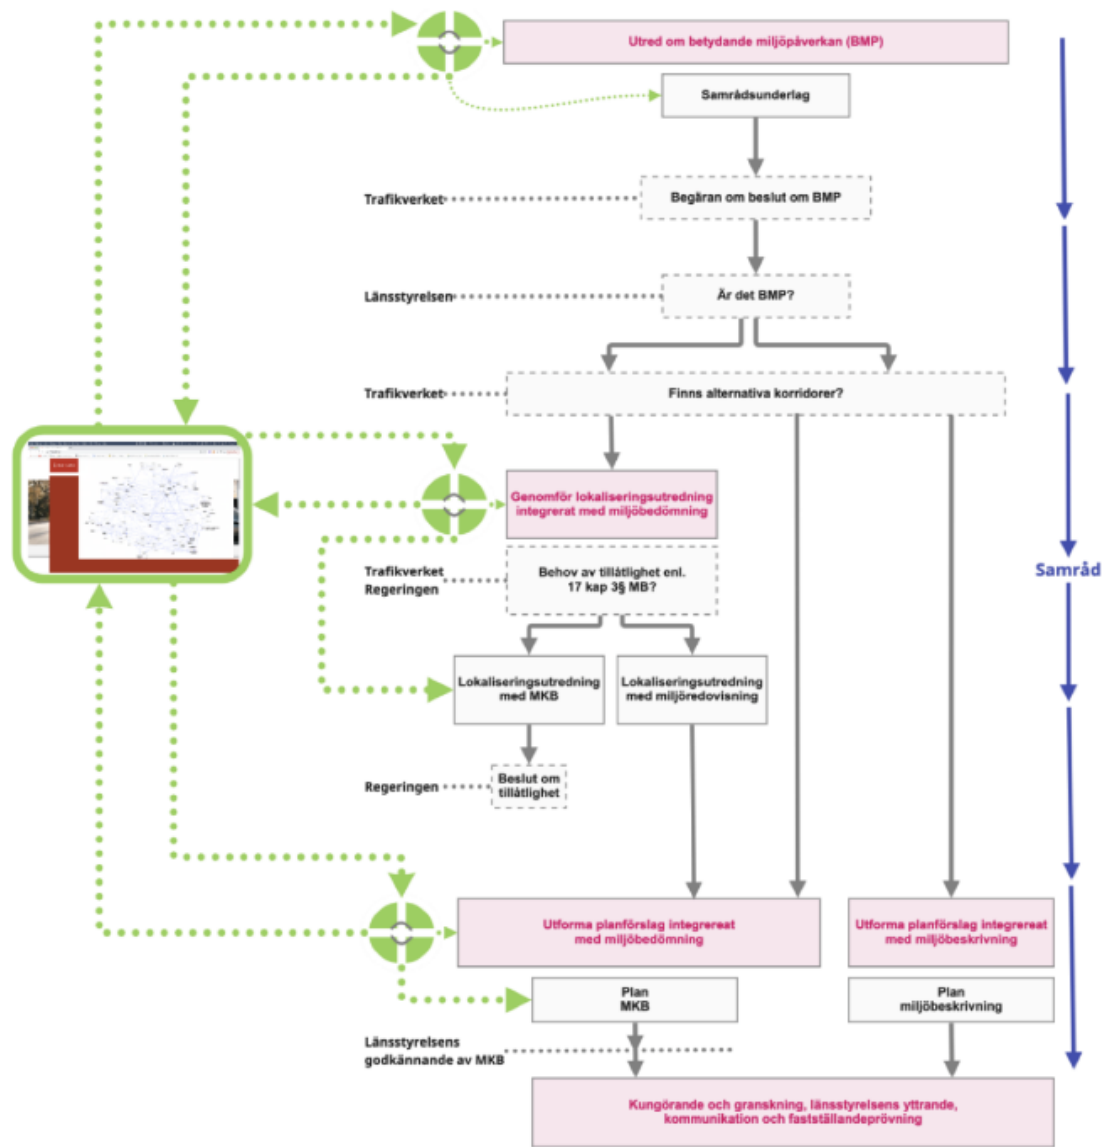 Utred om betydande miljöpåverkan (BMP)
Samrådsunderlag
Trafikverket
Begäran om beslut om BMP
Länsstyrelsen
Är det BMP?
Trafikverket
Finns alternativa korridorer?
Genomför lokaliseringsutredning
integrerat med miljöbedömning
Trafikverket
Regeringen
Behov av tillåtlighet enl.
17 kap 3§ MB?
Samråd
Lokaliseringsutredning
med MKB
Lokaliseringsutredning
med miljöredovisning
Regeringen
Beslut om
tillåtlighet
Utforma planförslag integrereat
med miljöbedömning
Utforma planförslag integrereat
med miljöbeskrivning
Plan
MKB
Plan
miljöbeskrivning
Länsstyrelsens
godkännande av MKB
Kungörande och granskning, länsstyrelsens yttrande,
kommunikation och fastställandeprövning